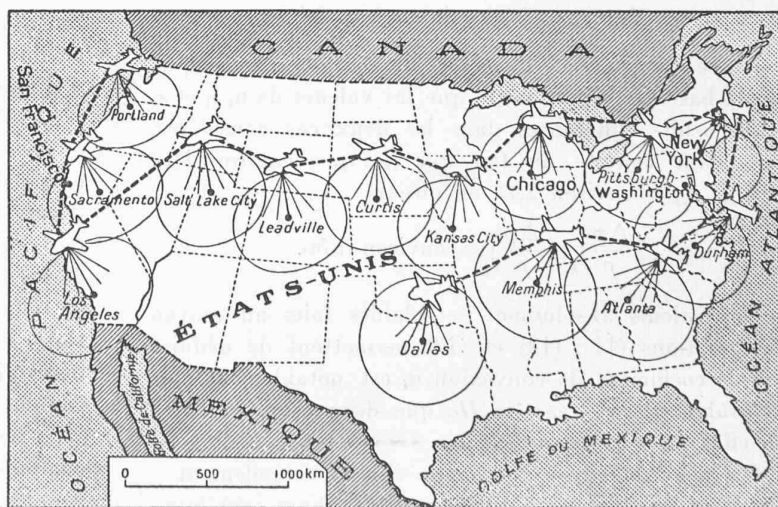 CANADA
San Francisco
Portland
Sacramento
Salt Lake City
Leadville
Curtis
Kansas City
Chicago
New
York
Pittsburgh
Washington
Durham
Los
Angeles
ÉTATS-UNIS
Memphis
Atlanta
Dallas
OCÉAN PACIFIQUE
OCÉAN ATLANTIQUE
MEXIQUE
Golfe de Californie
GOLFE DU MEXIQUE
0 500 1000 km